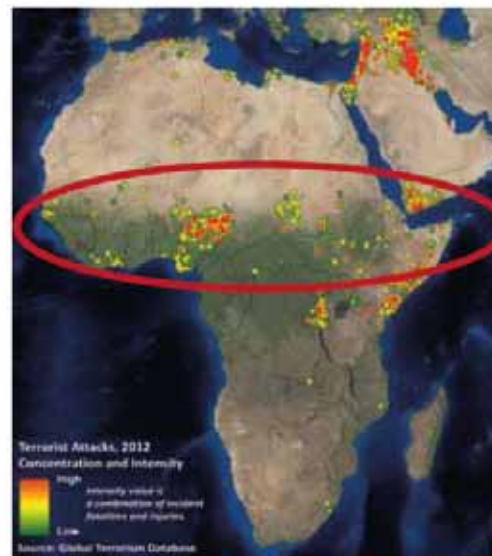 Terrorist Attacks, 2012
Concentration and Intensity
High
Intensity value is
a combination of incident
fatalities and injuries.
Low
Source: Global Terrorism Database